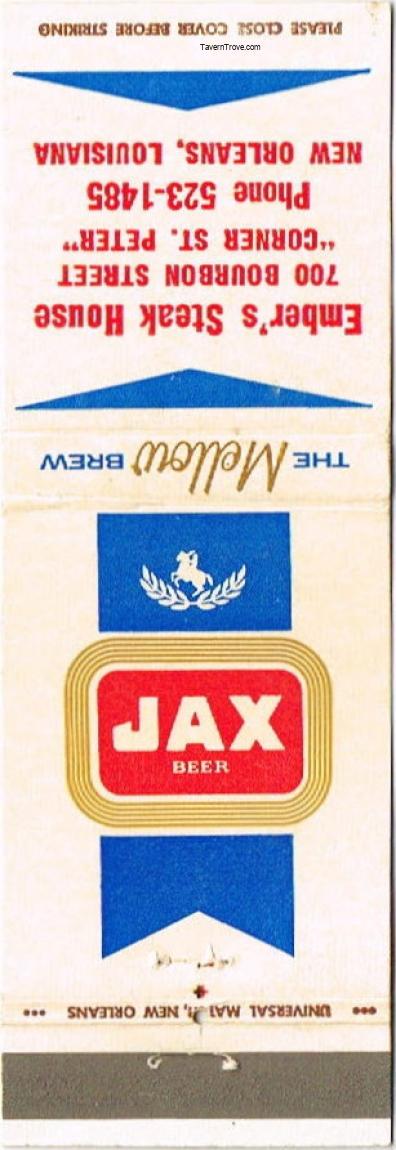 PLEASE CLOSE COVER BEFORE STRIKING
TavernTrove.com
Ember's Steak House
700 BOURBON STREET
"CORNER ST. PETER"
Phone 523-1485
NEW ORLEANS, LOUISIANA
THE Mellow BREW
JAX
BEER
UNIVERSAL MATCH, NEW ORLEANS